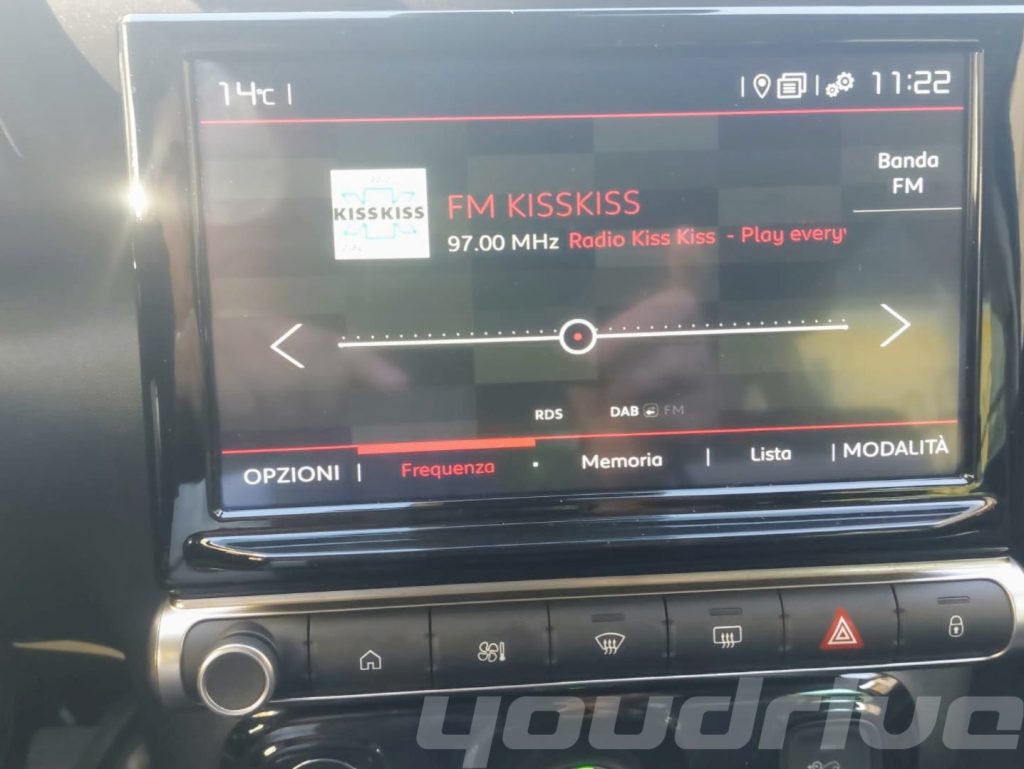 14°C
11:22
Banda
FM
KISSKISS
FM KISSKISS
97.00 MHz Radio Kiss Kiss - Play every
RDS DAB FM
OPZIONI Frequenza Memoria Lista MODALITÀ
youdrive